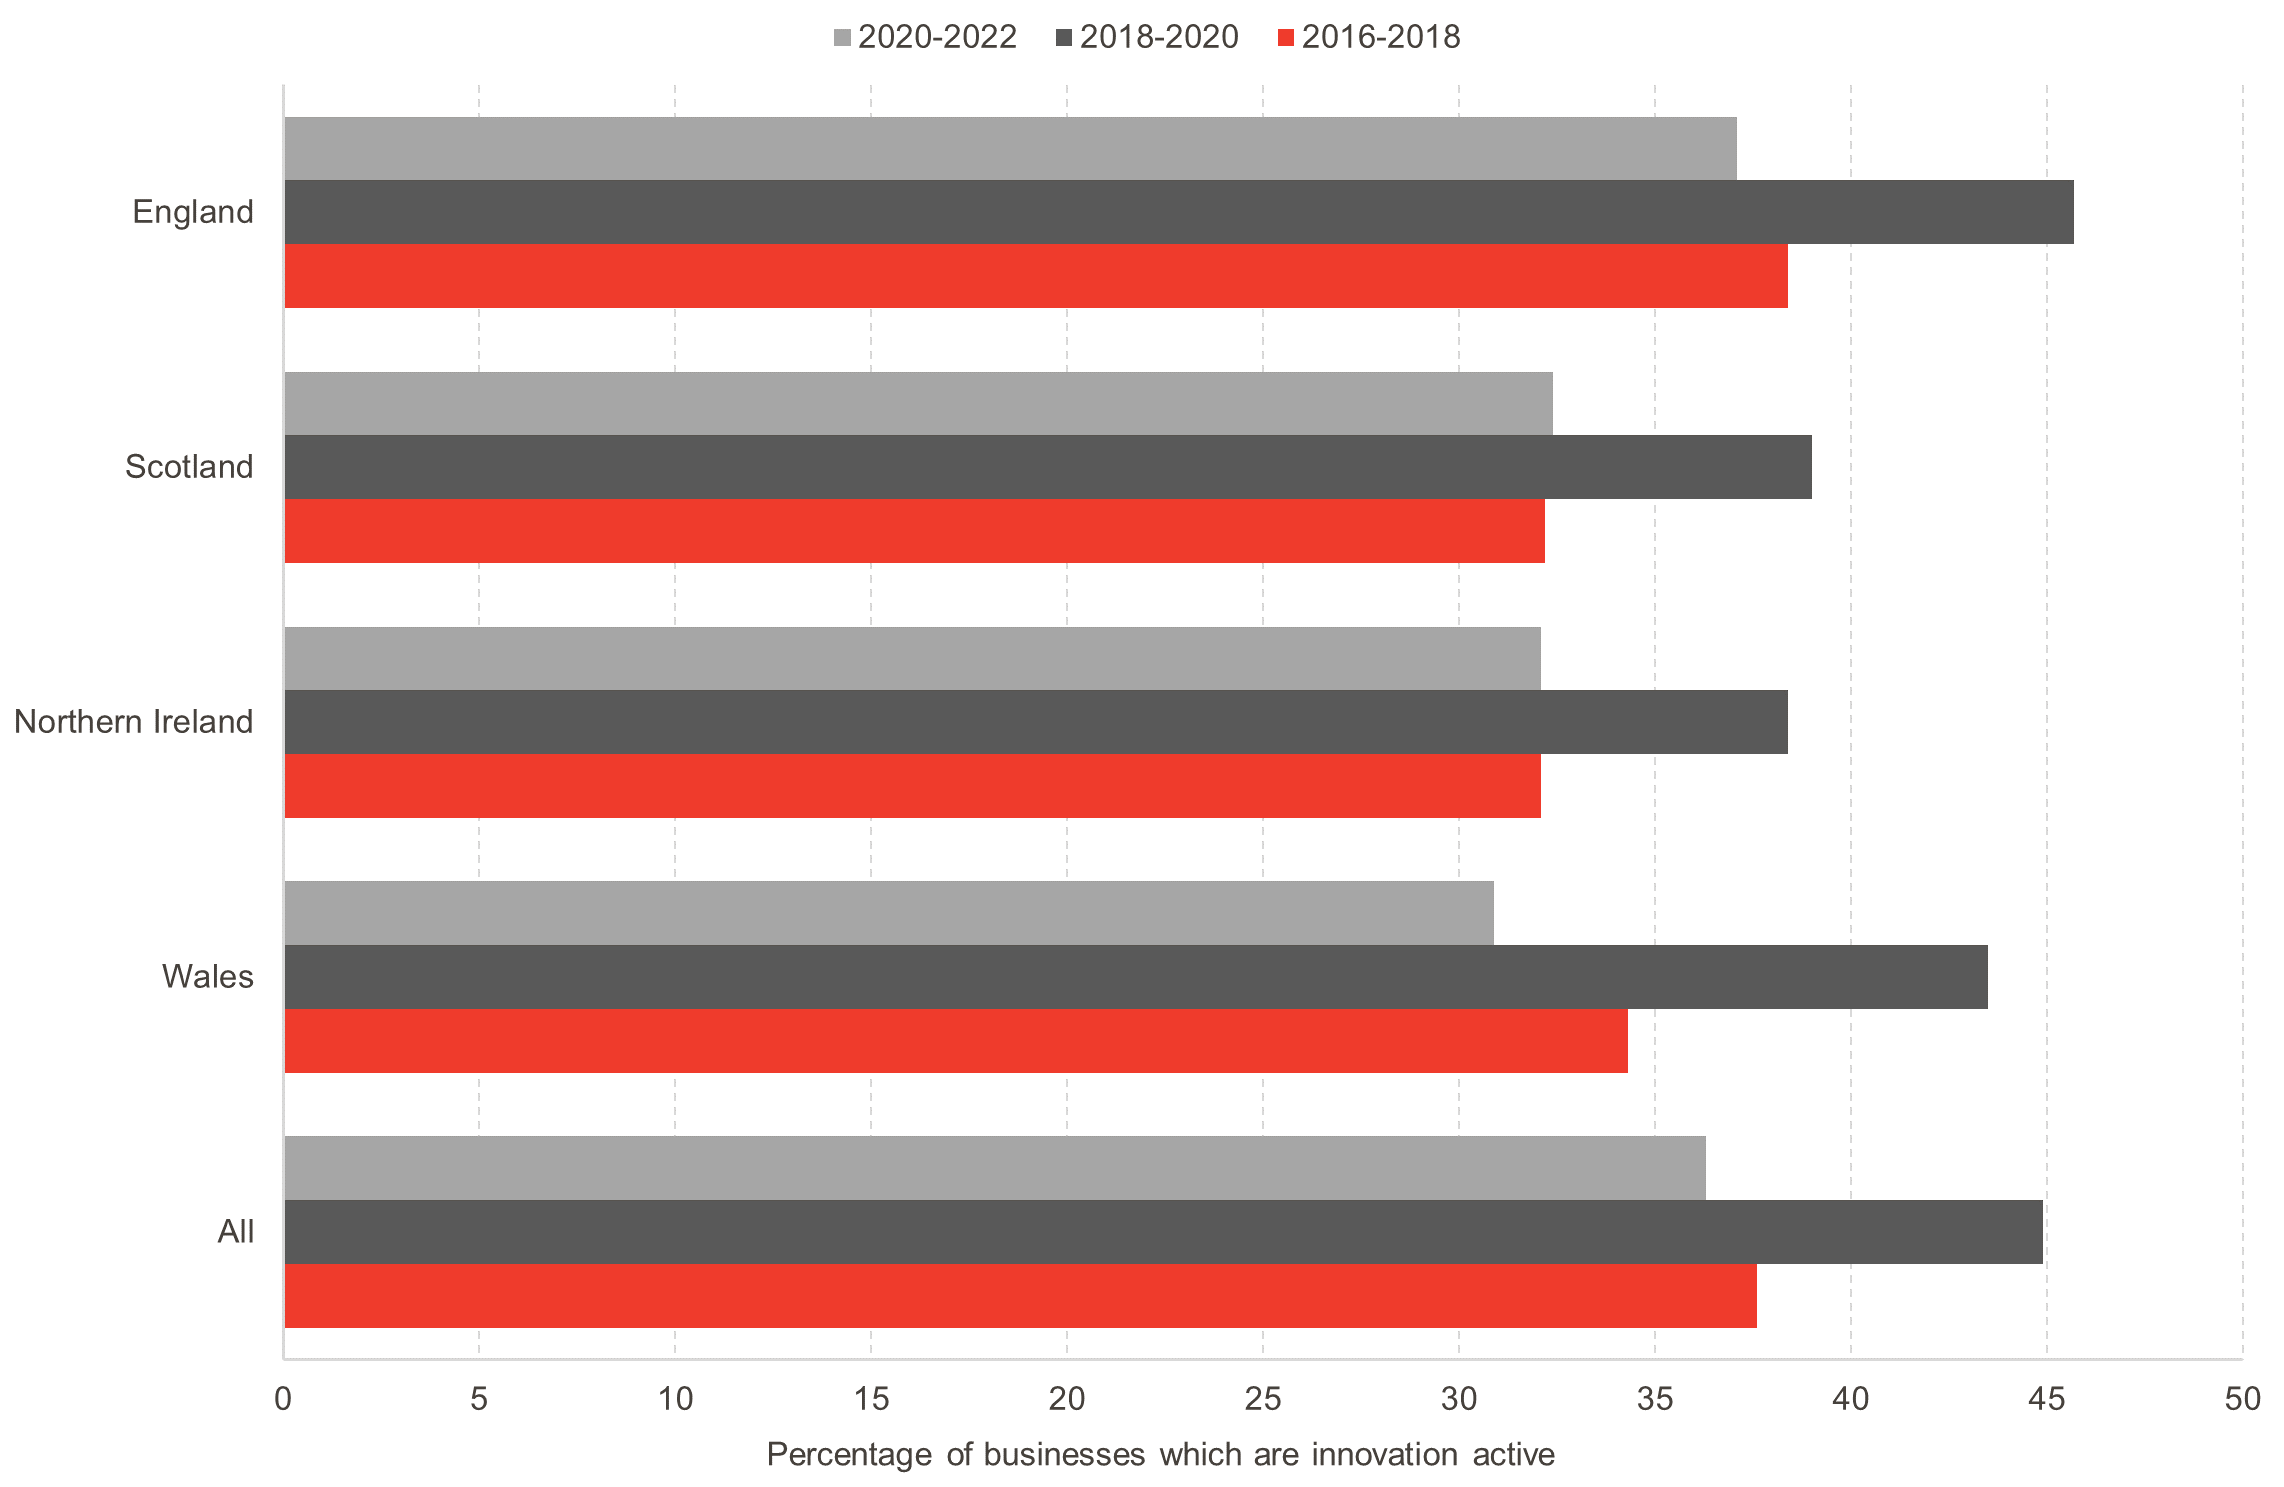 2020-2022 2018-2020 2016-2018
England
Scotland
Northern Ireland
Wales
All
0 5 10 15 20 25 30 35 40 45 50
Percentage of businesses which are innovation active